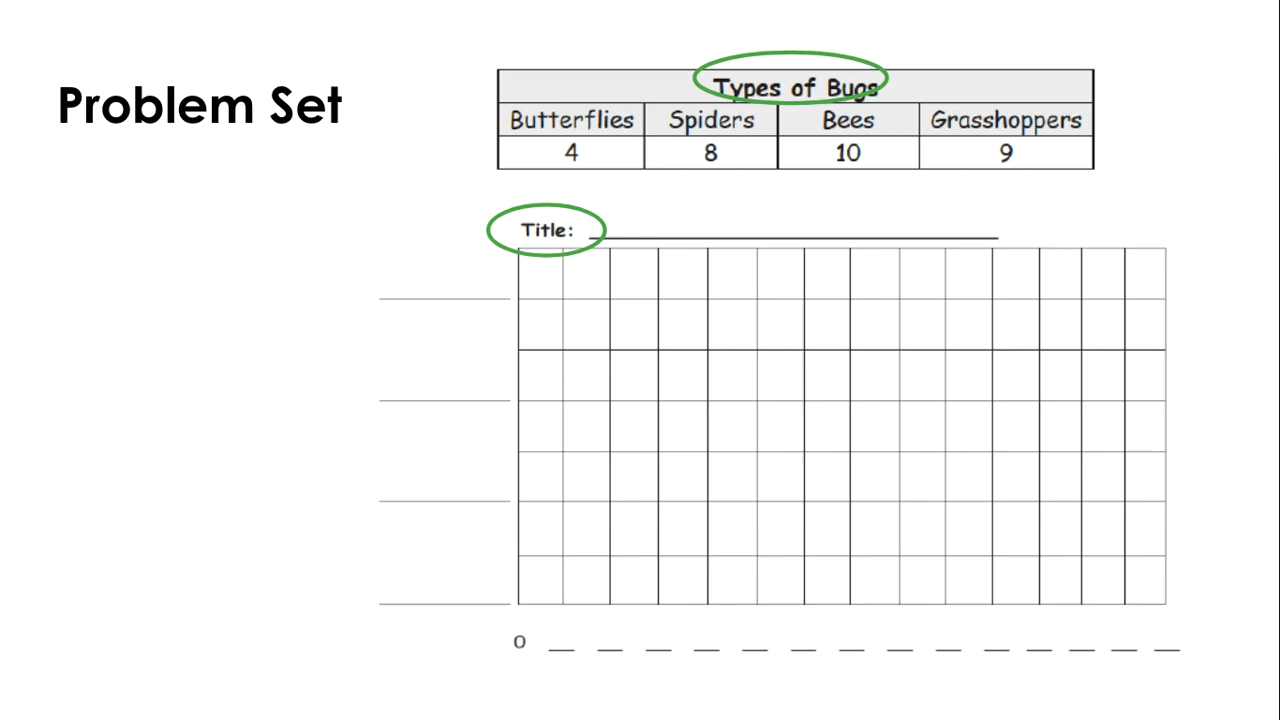 Problem Set
Types of Bugs
Butterflies Spiders Bees Grasshoppers
4 8 10 9
Title:
0